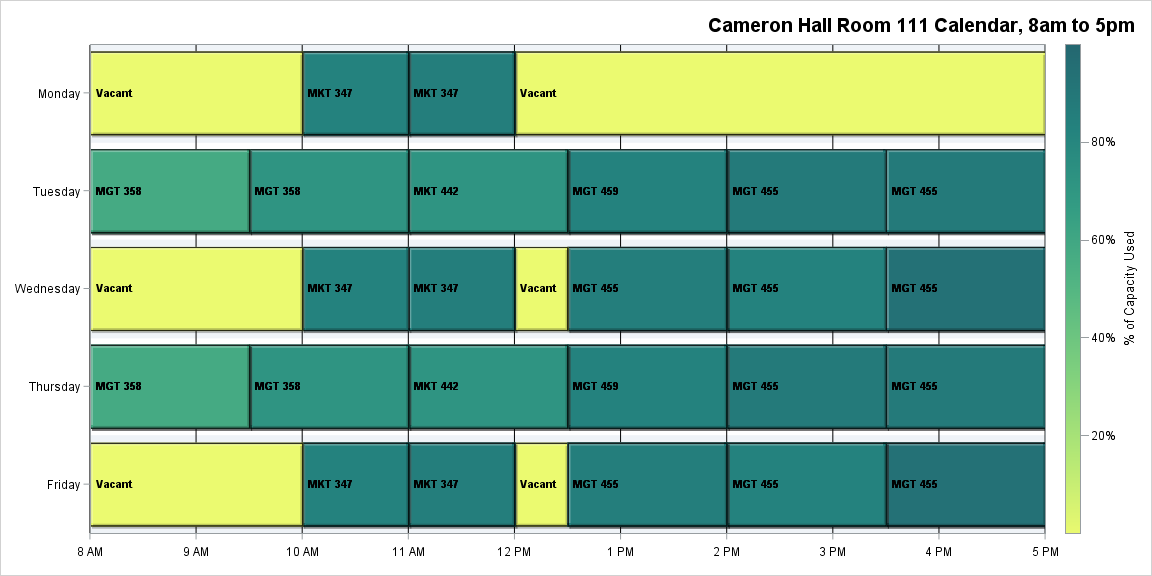 Cameron Hall Room 111 Calendar, 8am to 5pm
Monday
Vacant
MKT 347
MKT 347
Vacant
Tuesday
MGT 358
MGT 358
MKT 442
MGT 459
MGT 455
MGT 455
Wednesday
Vacant
MKT 347
MKT 347
Vacant
MGT 455
MGT 455
MGT 455
Thursday
MGT 358
MGT 358
MKT 442
MGT 459
MGT 455
MGT 455
Friday
Vacant
MKT 347
MKT 347
Vacant
MGT 455
MGT 455
MGT 455
8 AM
9 AM
10 AM
11 AM
12 PM
1 PM
2 PM
3 PM
4 PM
5 PM
80%
60%
40%
20%
% of Capacity Used